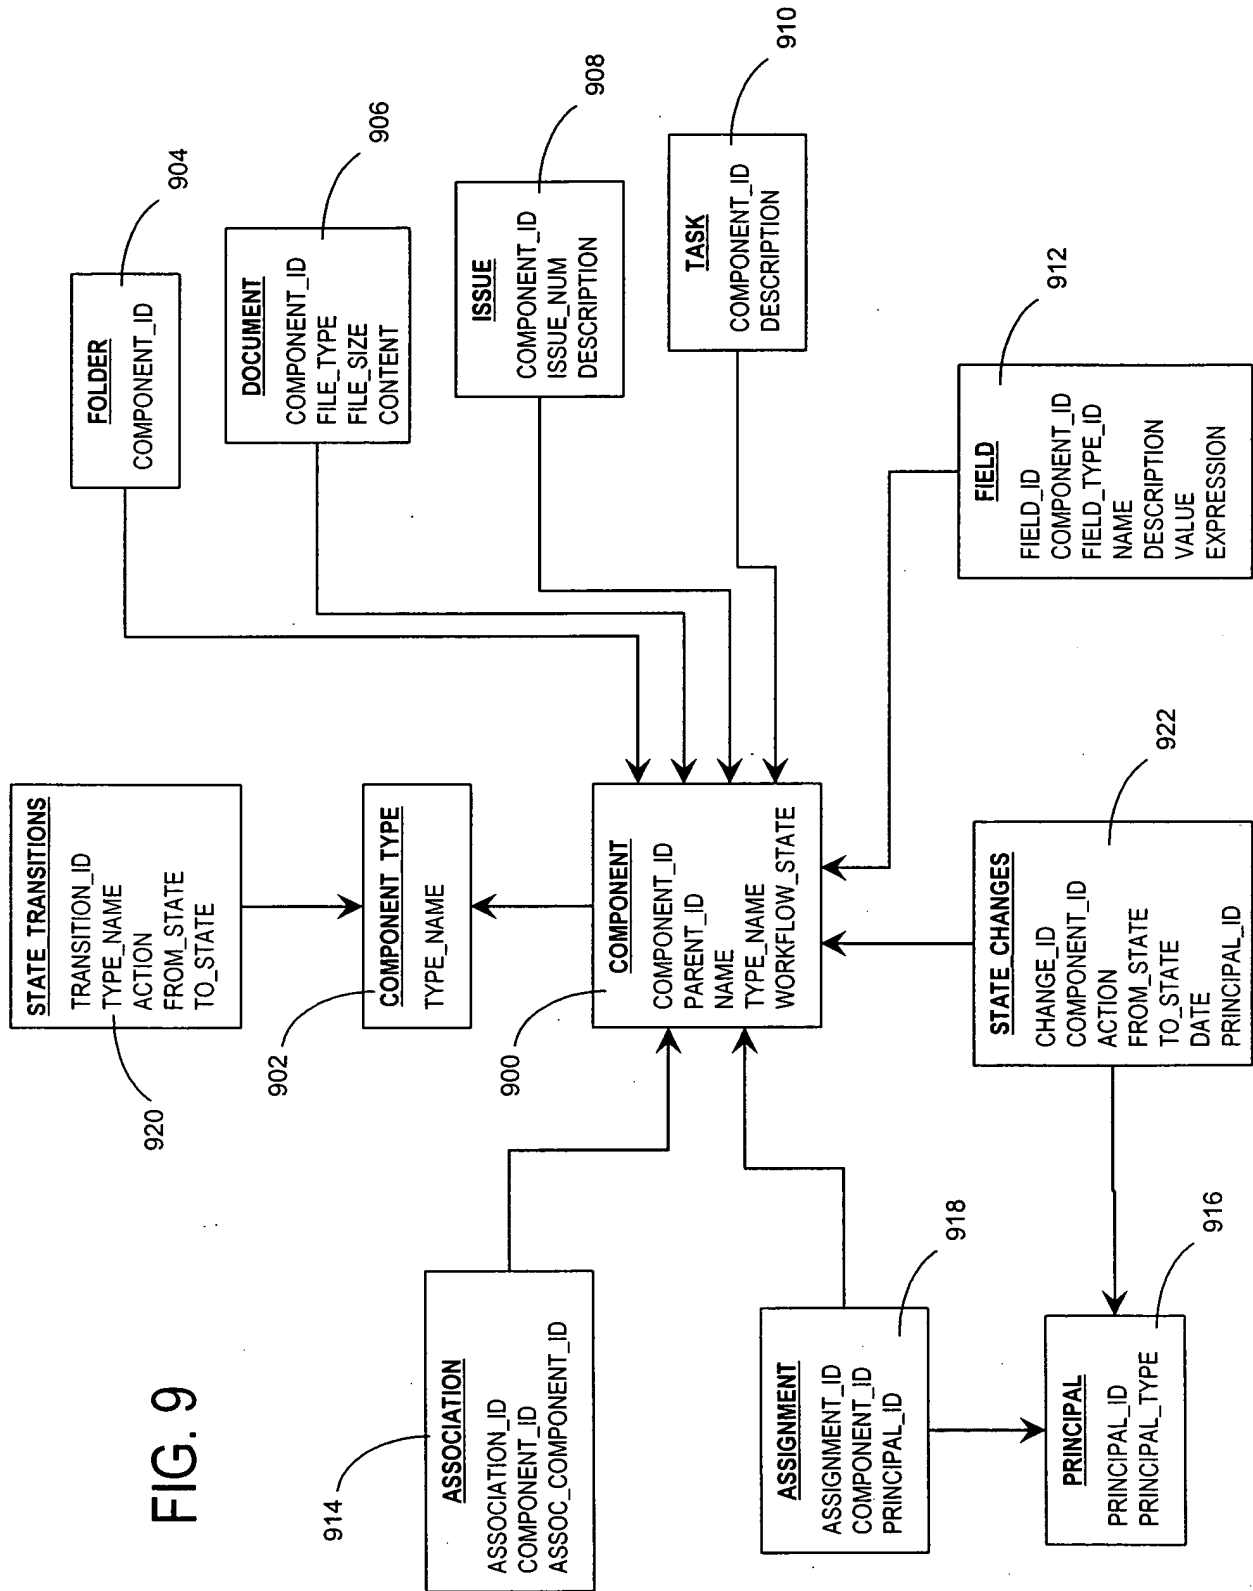 FIG. 9
914
ASSOCIATION
ASSOCIATION_ID
COMPONENT_ID
ASSOC_COMPONENT_ID
ASSIGNMENT
ASSIGNMENT_ID
COMPONENT_ID
PRINCIPAL_ID
918
PRINCIPAL
PRINCIPAL_ID
PRINCIPAL_TYPE
916
920
STATE TRANSITIONS
TRANSITION_ID
TYPE_NAME
ACTION
FROM_STATE
TO_STATE
902
COMPONENT TYPE
TYPE_NAME
900
COMPONENT
COMPONENT_ID
PARENT_ID
NAME
TYPE_NAME
WORKFLOW_STATE
STATE_CHANGES
CHANGE_ID
COMPONENT_ID
ACTION
FROM_STATE
TO_STATE
DATE
PRINCIPAL_ID
922
FOLDER
COMPONENT_ID
904
DOCUMENT
COMPONENT_ID
FILE_TYPE
FILE_SIZE
CONTENT
906
ISSUE
COMPONENT_ID
ISSUE_NUM
DESCRIPTION
908
TASK
COMPONENT_ID
DESCRIPTION
910
FIELD
FIELD_ID
COMPONENT_ID
FIELD_TYPE_ID
NAME
DESCRIPTION
VALUE
EXPRESSION
912